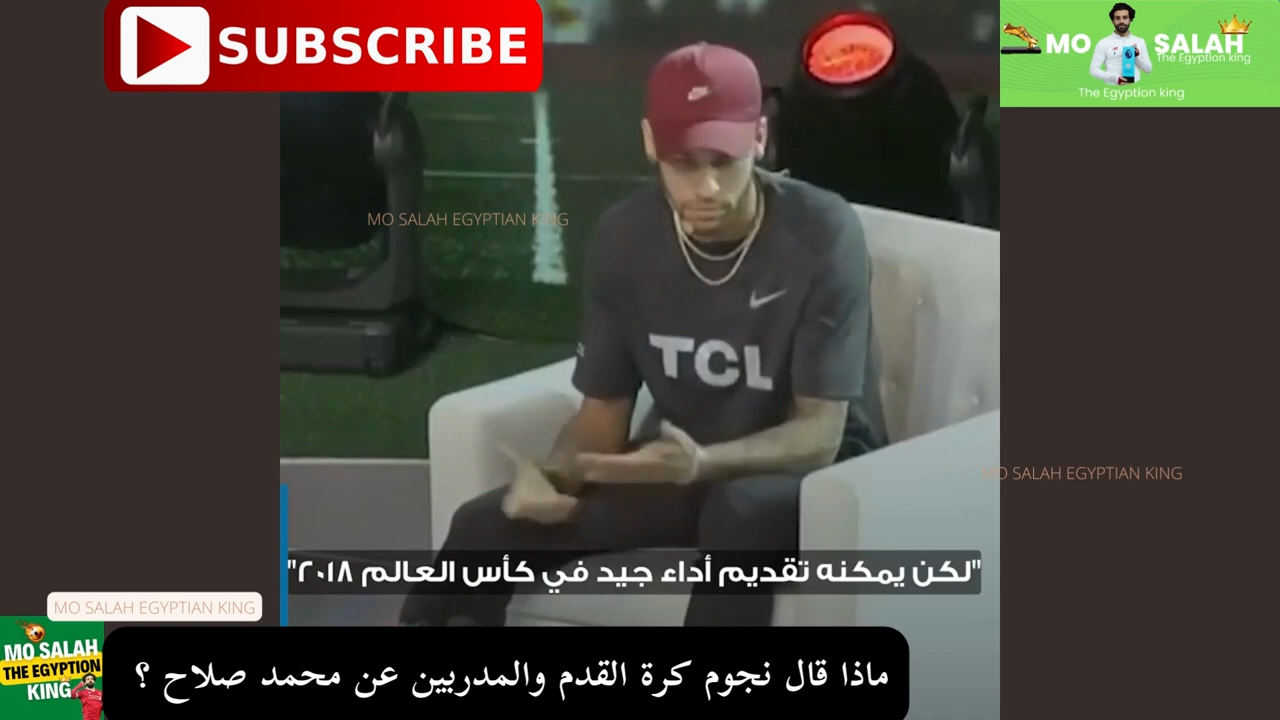 SUBSCRIBE
MO SALAH
The Egyption king
The Egyption king
MO SALAH EGYPTIAN KING
TCL
MO SALAH EGYPTIAN KING
"لكن يمكنه تقديم أداء جيد في كأس العالم ٢٠١٨"
MO SALAH EGYPTIAN KING
MO SALAH
THE EGYPTION
KING
ماذا قال نجوم كرة القدم والمدربين عن محمد صلاح ؟